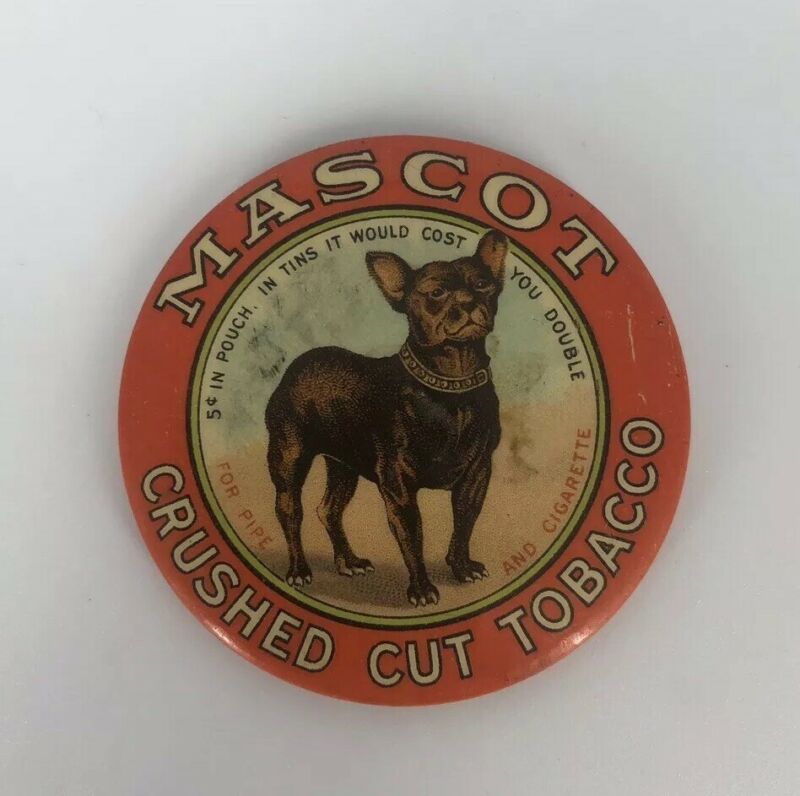 MASCOT
5¢ IN POUCH. IN TINS IT WOULD COST YOU DOUBLE
FOR PIPE AND CIGARETTE
CRUSHED CUT TOBACCO